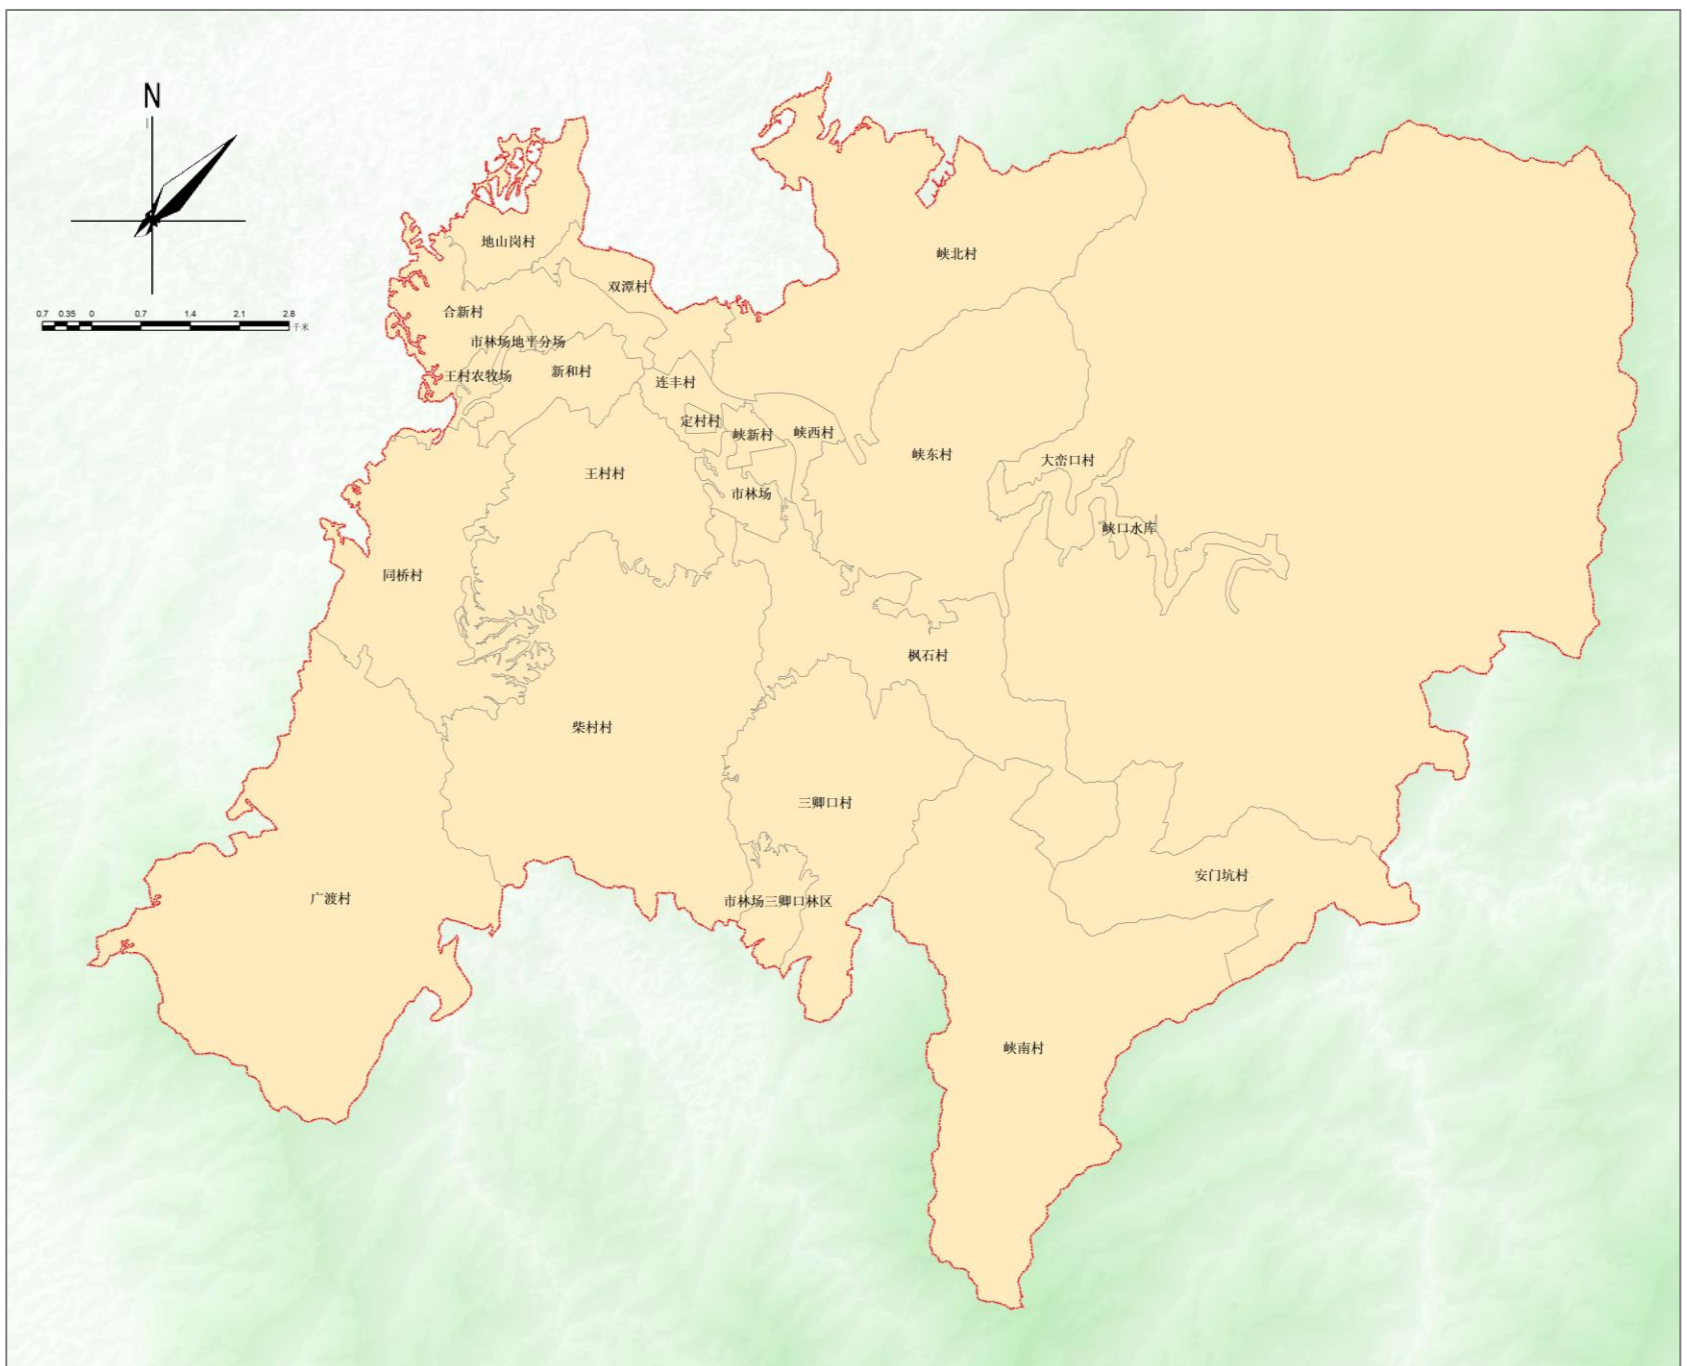 N
0.7 0.35 0 0.7 1.4 2.1 2.8
千米
地山岗村
峡北村
双潭村
合新村
市林场地平分场
王村农牧场
新和村
连丰村
定村村
峡新村
峡西村
峡东村
大峦口村
王村村
市林场
峡口水库
同桥村
枫石村
柴村村
三卿口村
安门坑村
广渡村
市林场三卿口林区
峡南村